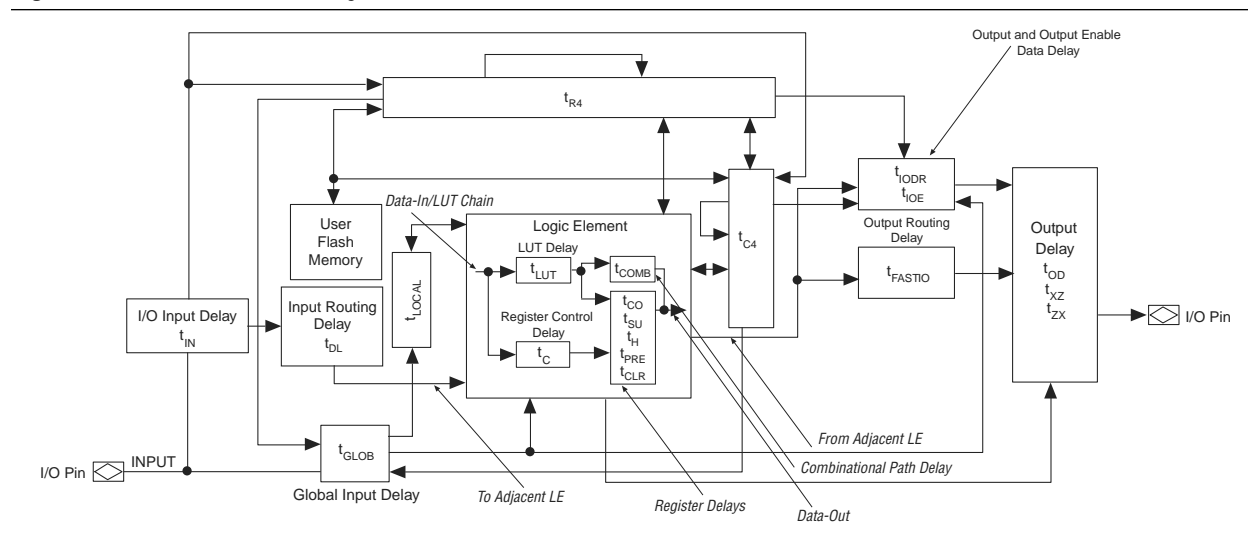 Output and Output Enable
Data Delay
tR4
tIODR
tIOE
Data-In/LUT Chain
User
Flash
Memory
Logic Element
LUT Delay
tLUT
tCOMB
tC4
Output Routing
Delay
tFASTIO
Output
Delay
tOD
tXZ
tZX
I/O Pin
I/O Input Delay
tIN
Input Routing
Delay
tDL
tLOCAL
Register Control
Delay
tC
tCO
tSU
tH
tPRE
tCLR
From Adjacent LE
I/O Pin
INPUT
tGLOB
Global Input Delay
To Adjacent LE
Combinational Path Delay
Register Delays
Data-Out